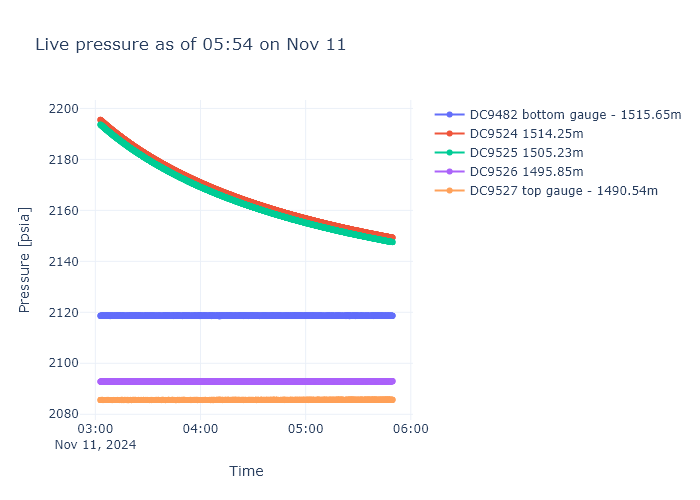 Live pressure as of 05:54 on Nov 11
2200
2180
2160
2140
2120
2100
2080
Pressure [psia]
03:00
04:00
05:00
06:00
Nov 11, 2024
Time
DC9482 bottom gauge - 1515.65m
DC9524 1514.25m
DC9525 1505.23m
DC9526 1495.85m
DC9527 top gauge - 1490.54m